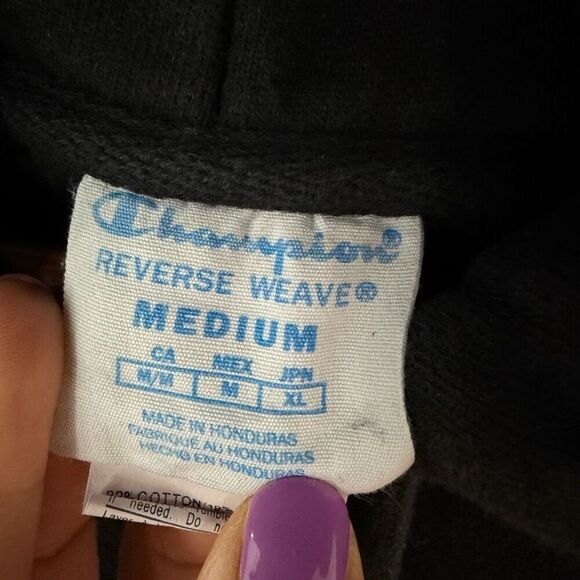 Champion®
REVERSE WEAVE®
MEDIUM
CA MEX JPN
M/M M XL
MADE IN HONDURAS
FABRIQUÉ AU HONDURAS
HECHO EN HONDURAS
COTTON
needed. Do